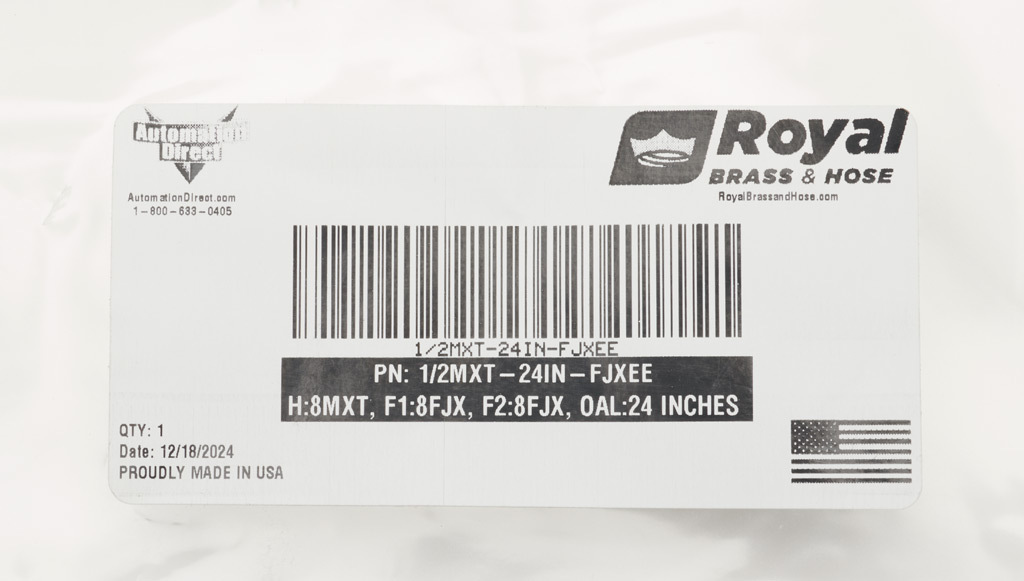 Automation
Direct
AutomationDirect.com
1-800-633-0405
Royal
BRASS & HOSE
RoyalBrassandHose.com
1/2MXT-24IN-FJXEE
PN: 1/2MXT-24IN-FJXEE
H:8MXT, F1:8FJX, F2:8FJX, OAL:24 INCHES
QTY: 1
Date: 12/18/2024
PROUDLY MADE IN USA